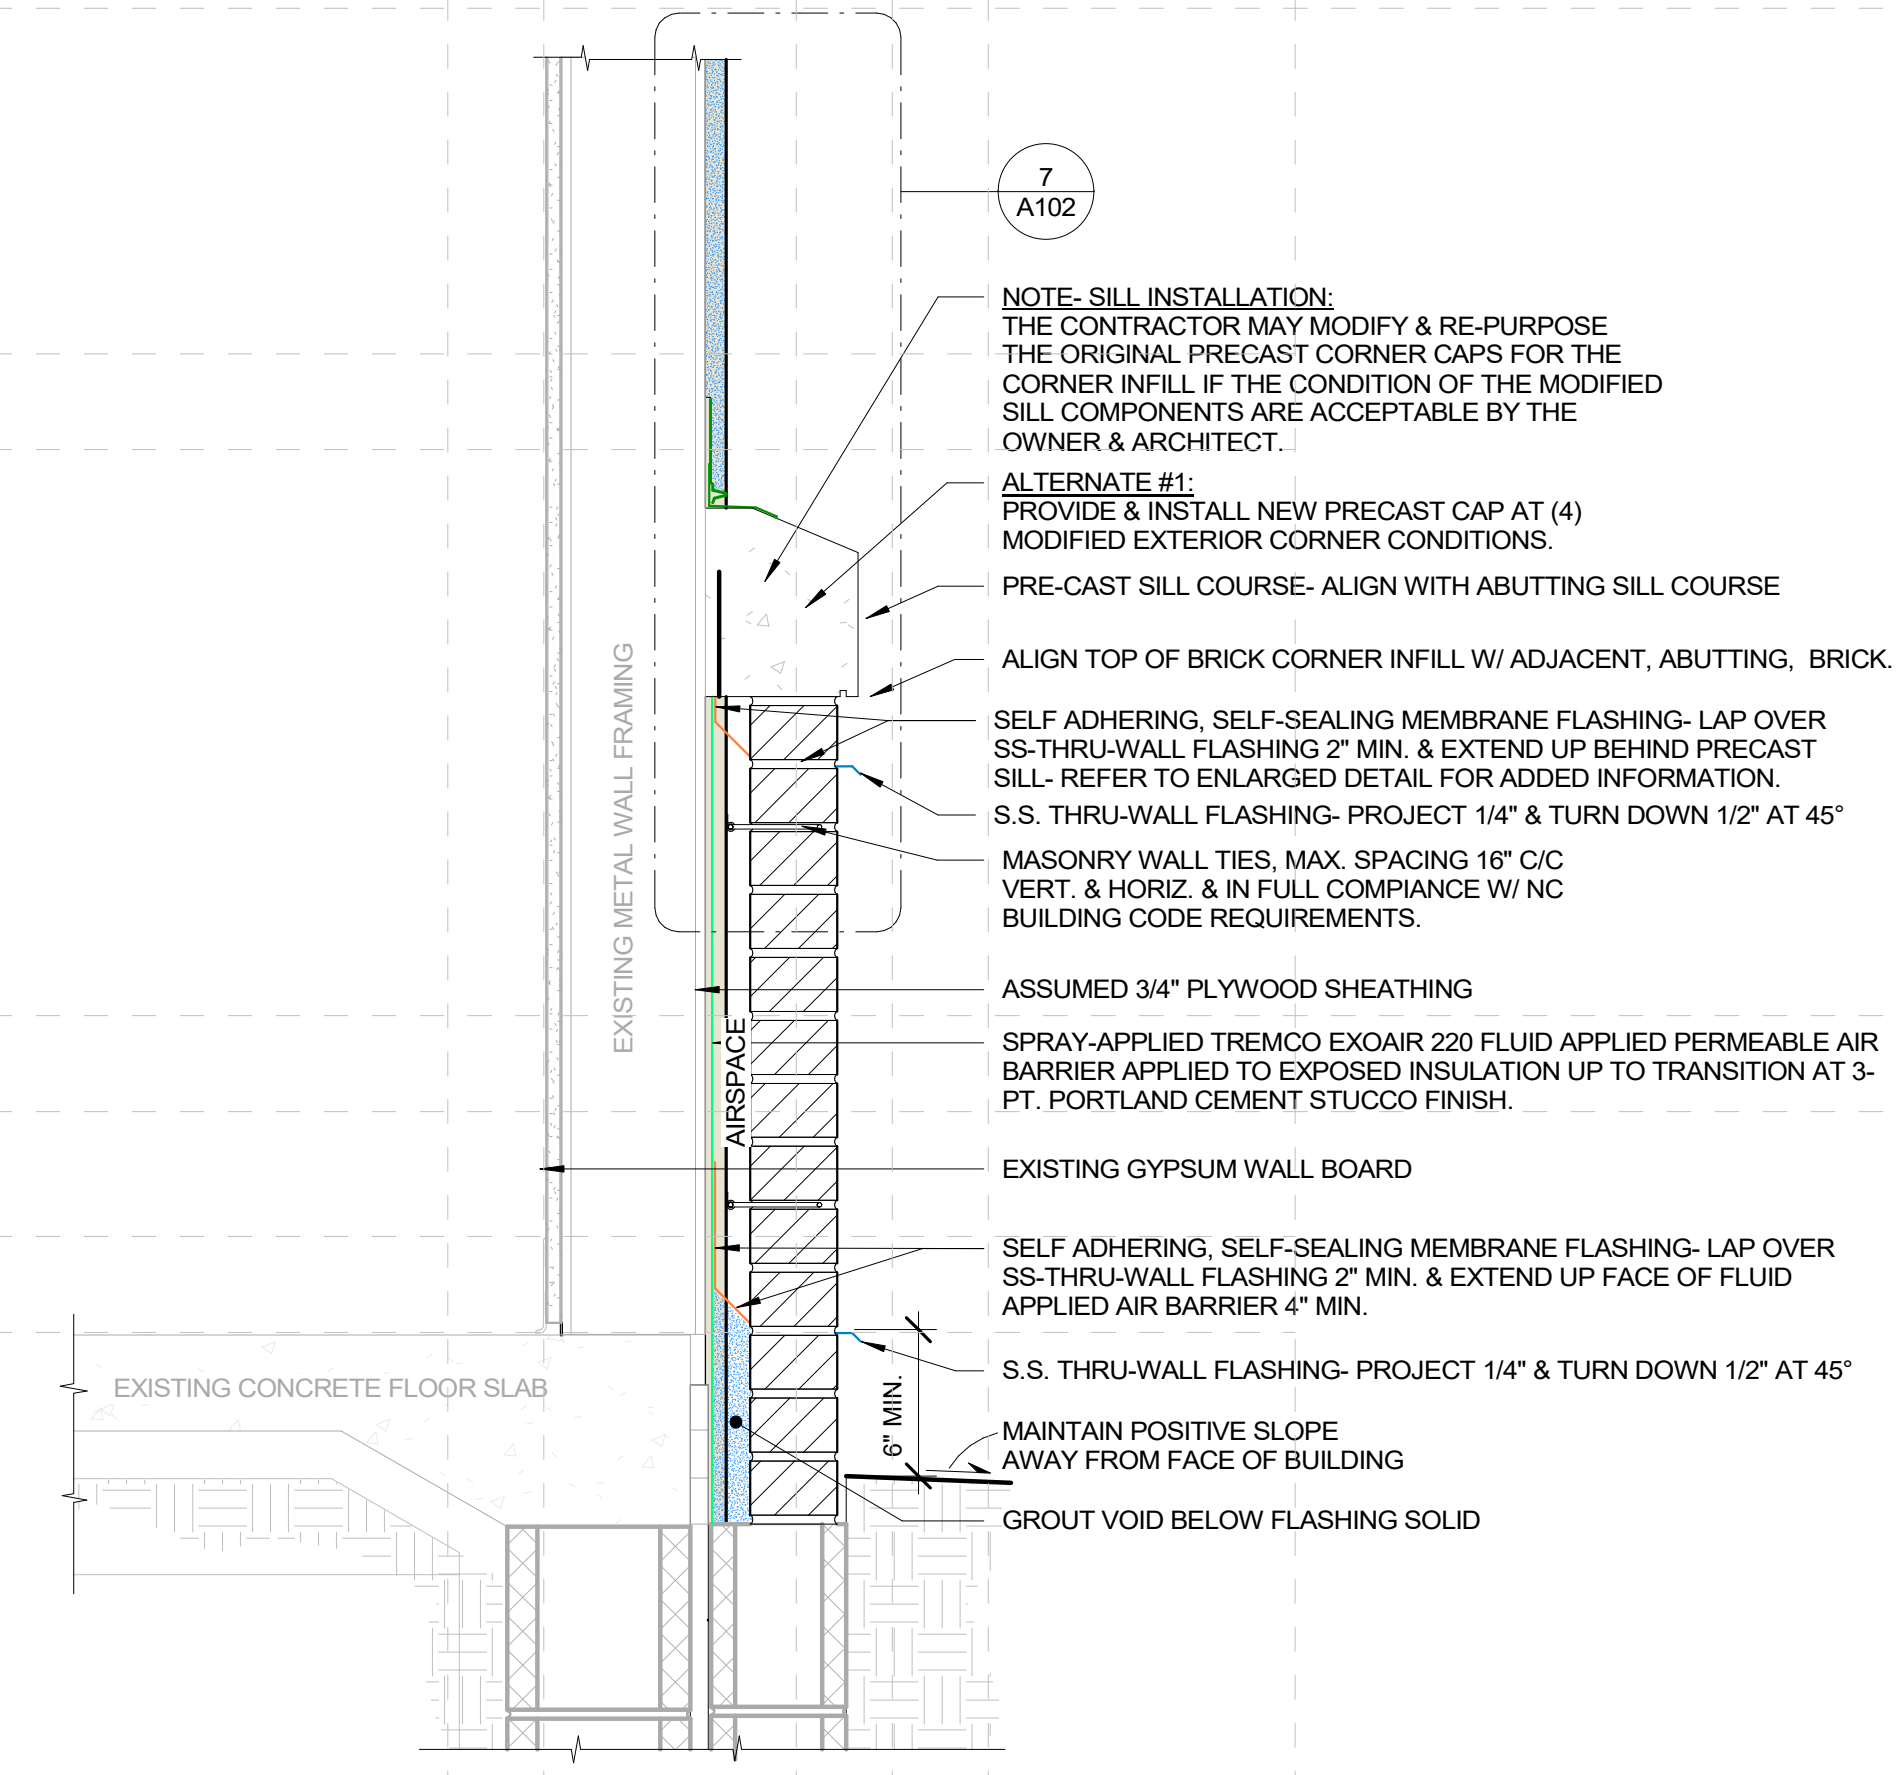 7
A102
NOTE- SILL INSTALLATION:
THE CONTRACTOR MAY MODIFY & RE-PURPOSE
THE ORIGINAL PRECAST CORNER CAPS FOR THE
CORNER INFILL IF THE CONDITION OF THE MODIFIED
SILL COMPONENTS ARE ACCEPTABLE BY THE
OWNER & ARCHITECT.
ALTERNATE #1:
PROVIDE & INSTALL NEW PRECAST CAP AT (4)
MODIFIED EXTERIOR CORNER CONDITIONS.
PRE-CAST SILL COURSE- ALIGN WITH ABUTTING SILL COURSE
ALIGN TOP OF BRICK CORNER INFILL W/ ADJACENT, ABUTTING, BRICK.
SELF ADHERING, SELF-SEALING MEMBRANE FLASHING- LAP OVER
SS-THRU-WALL FLASHING 2" MIN. & EXTEND UP BEHIND PRECAST
SILL- REFER TO ENLARGED DETAIL FOR ADDED INFORMATION.
S.S. THRU-WALL FLASHING- PROJECT 1/4" & TURN DOWN 1/2" AT 45°
MASONRY WALL TIES, MAX. SPACING 16" C/C
VERT. & HORIZ. & IN FULL COMPIANCE W/ NC
BUILDING CODE REQUIREMENTS.
EXISTING METAL WALL FRAMING
ASSUMED 3/4" PLYWOOD SHEATHING
AIRSPACE
SPRAY-APPLIED TREMCO EXOAIR 220 FLUID APPLIED PERMEABLE AIR
BARRIER APPLIED TO EXPOSED INSULATION UP TO TRANSITION AT 3-
PT. PORTLAND CEMENT STUCCO FINISH.
EXISTING GYPSUM WALL BOARD
SELF ADHERING, SELF-SEALING MEMBRANE FLASHING- LAP OVER
SS-THRU-WALL FLASHING 2" MIN. & EXTEND UP FACE OF FLUID
APPLIED AIR BARRIER 4" MIN.
S.S. THRU-WALL FLASHING- PROJECT 1/4" & TURN DOWN 1/2" AT 45°
EXISTING CONCRETE FLOOR SLAB
6" MIN.
MAINTAIN POSITIVE SLOPE
AWAY FROM FACE OF BUILDING
GROUT VOID BELOW FLASHING SOLID